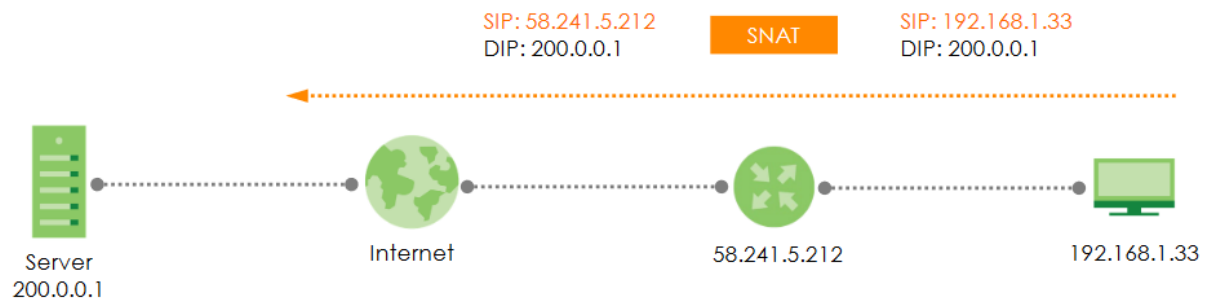 SIP: 58.241.5.212
DIP: 200.0.0.1
SNAT
SIP: 192.168.1.33
DIP: 200.0.0.1
Server
200.0.0.1
Internet
58.241.5.212
192.168.1.33